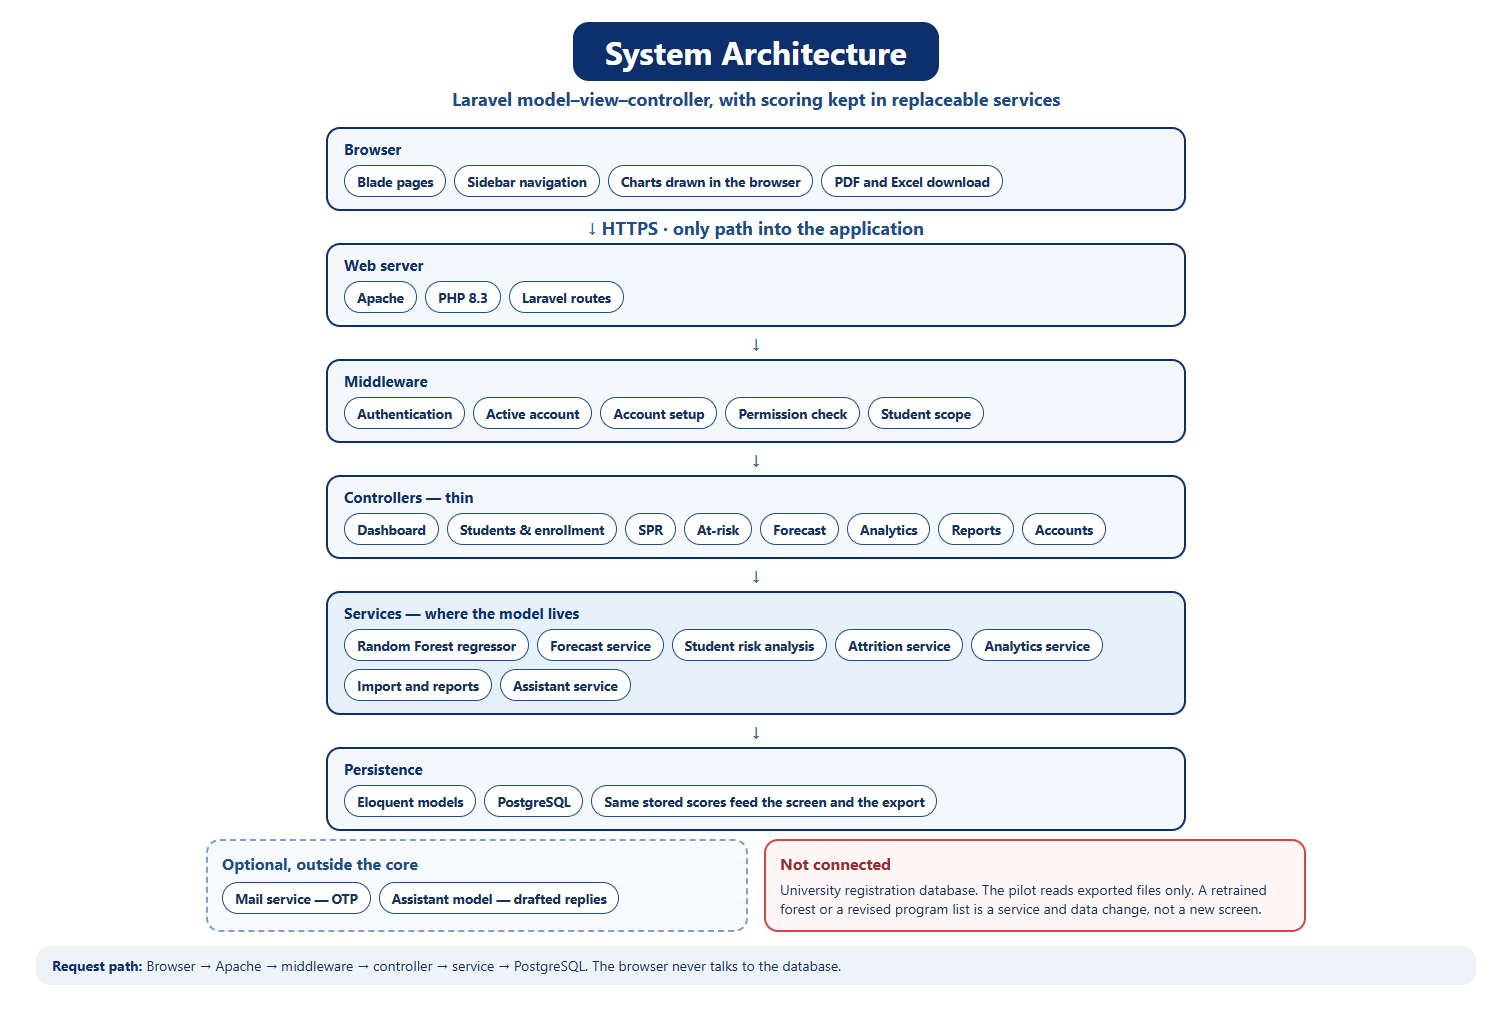 System Architecture
Laravel model–view–controller, with scoring kept in replaceable services
Browser
Blade pages
Sidebar navigation
Charts drawn in the browser
PDF and Excel download
↓ HTTPS · only path into the application
Web server
Apache
PHP 8.3
Laravel routes
↓
Middleware
Authentication
Active account
Account setup
Permission check
Student scope
↓
Controllers — thin
Dashboard
Students & enrollment
SPR
At-risk
Forecast
Analytics
Reports
Accounts
↓
Services — where the model lives
Random Forest regressor
Forecast service
Student risk analysis
Attrition service
Analytics service
Import and reports
Assistant service
↓
Persistence
Eloquent models
PostgreSQL
Same stored scores feed the screen and the export
Optional, outside the core
Mail service — OTP
Assistant model — drafted replies
Not connected
University registration database. The pilot reads exported files only. A retrained
forest or a revised program list is a service and data change, not a new screen.
Request path: Browser → Apache → middleware → controller → service → PostgreSQL. The browser never talks to the database.